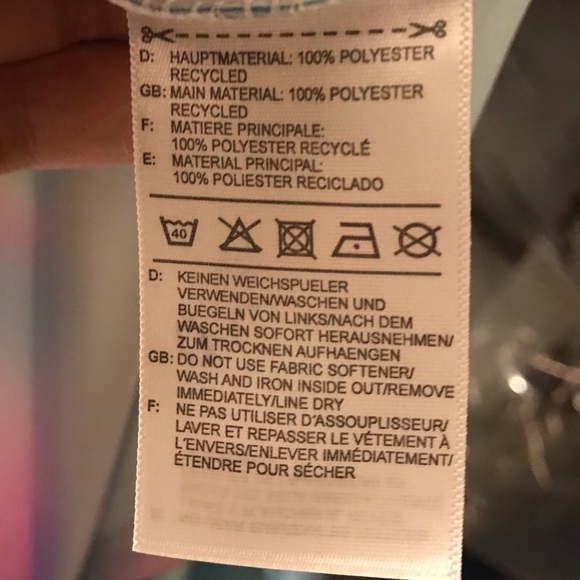 D: HAUPTMATERIAL: 100% POLYESTER
RECYCLED
GB: MAIN MATERIAL: 100% POLYESTER
RECYCLED
F: MATIERE PRINCIPALE:
100% POLYESTER RECYCLÉ
E: MATERIAL PRINCIPAL:
100% POLIESTER RECICLADO
40
D: KEINEN WEICHSPUELER
VERWENDEN/WASCHEN UND
BUEGELN VON LINKS/NACH DEM
WASCHEN SOFORT HERAUSNEHMEN/
ZUM TROCKNEN AUFHAENGEN
GB: DO NOT USE FABRIC SOFTENER/
WASH AND IRON INSIDE OUT/REMOVE
IMMEDIATELY/LINE DRY
F: NE PAS UTILISER D'ASSOUPLISSEUR/
LAVER ET REPASSER LE VÉTEMENT À
L'ENVERS/ENLEVER IMMÉDIATEMENT/
ÉTENDRE POUR SÉCHER